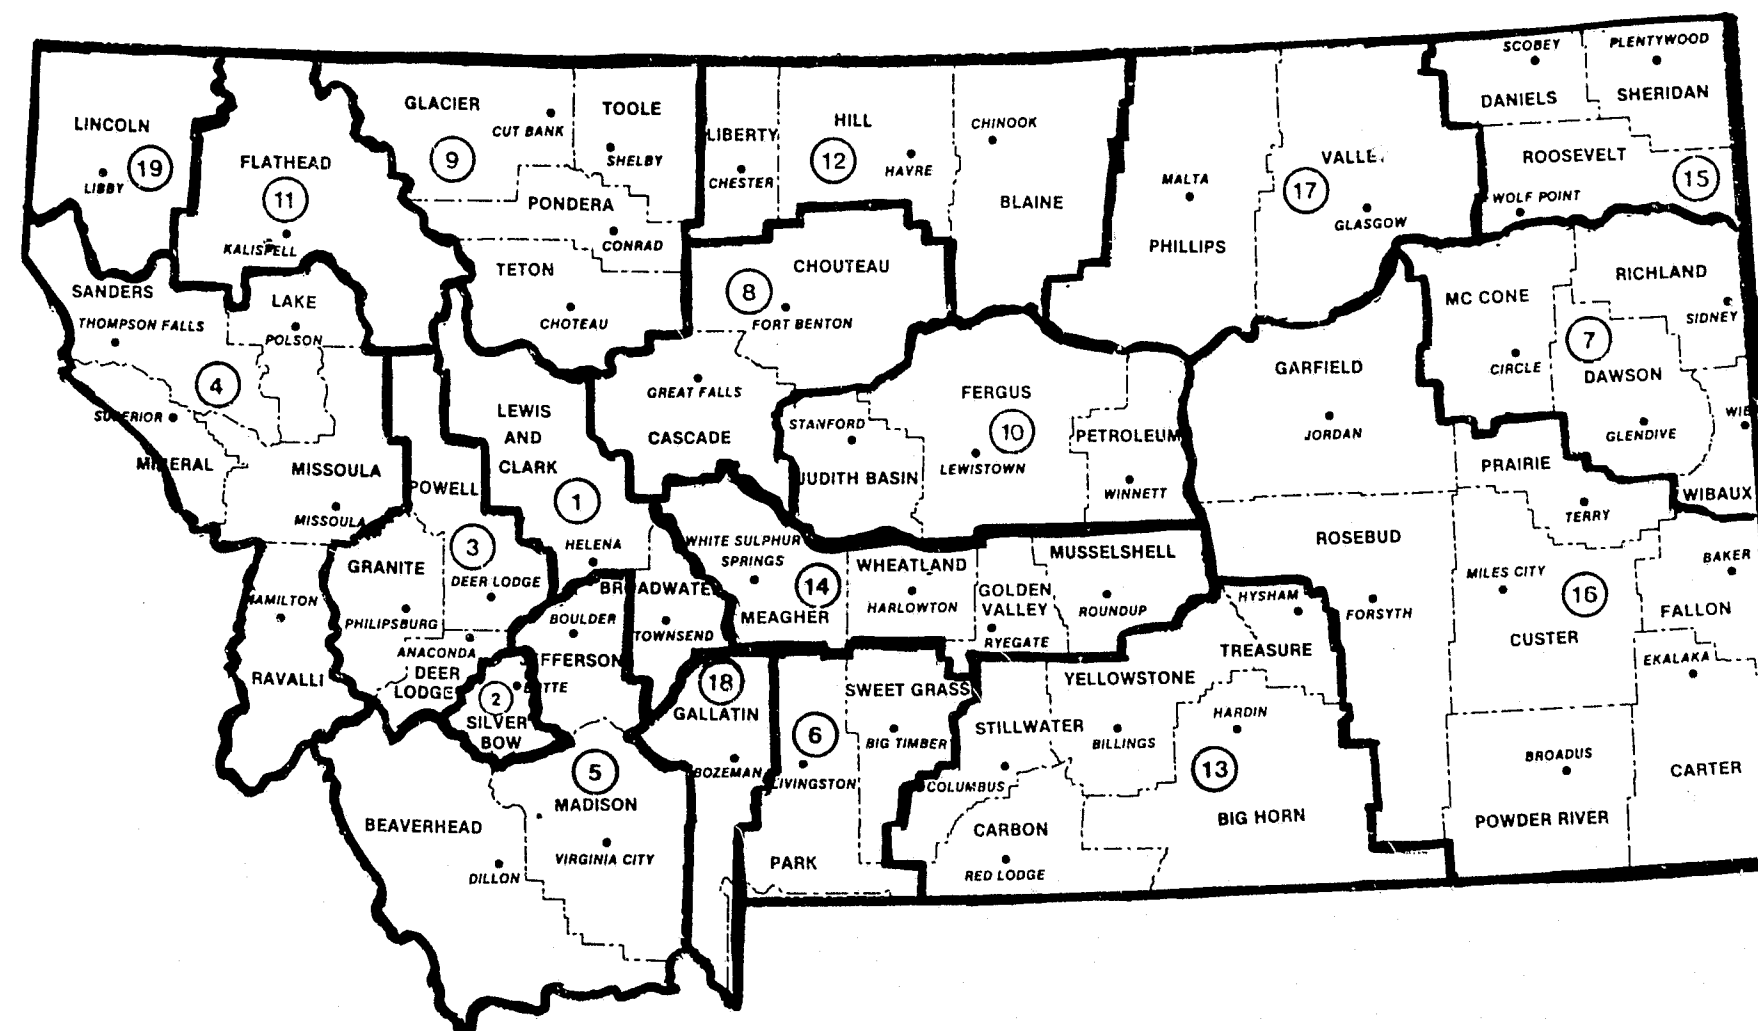 SCOBEY
PLENTYWOOD
DANIELS
SHERIDAN
GLACIER
CUT BANK
TOOLE
SHELBY
LINCOLN
19
LIBBY
FLATHEAD
11
KALISPELL
9
PONDERA
CONRAD
LIBERTY
CHESTER
HILL
12
HAVRE
CHINOOK
BLAINE
MALTA
PHILLIPS
VALLEY
17
GLASGOW
ROOSEVELT
15
WOLF POINT
SANDERS
THOMPSON FALLS
LAKE
POLSON
TETON
CHOTEAU
CHOUTEAU
8
FORT BENTON
MC CONE
CIRCLE
RICHLAND
SIDNEY
7
DAWSON
GLENDIVE
WIB
WIBAUX
4
SUPERIOR
MINERAL
MISSOULA
MISSOULA
LEWIS
AND
CLARK
1
HELENA
GREAT FALLS
CASCADE
STANFORD
JUDITH BASIN
FERGUS
10
LEWISTOWN
PETROLEUM
WINNETT
GARFIELD
JORDAN
PRAIRIE
TERRY
POWELL
3
DEER LODGE
GRANITE
PHILIPSBURG
WHITE SULPHUR
SPRINGS
14
MEAGHER
WHEATLAND
HARLOWTON
GOLDEN
VALLEY
RYEGATE
MUSSELSHELL
ROUNDUP
ROSEBUD
FORSYTH
MILES CITY
16
CUSTER
BAKER
FALLON
EKALAKA
HAMILTON
RAVALLI
ANACONDA
DEER
LODGE
BOULDER
JEFFERSON
BROADWATER
TOWNSEND
HYSHAM
TREASURE
2
BUTTE
SILVER
BOW
18
GALLATIN
BOZEMAN
SWEET GRASS
BIG TIMBER
6
LIVINGSTON
PARK
STILLWATER
COLUMBUS
YELLOWSTONE
BILLINGS
HARDIN
13
BIG HORN
CARBON
RED LODGE
BROADUS
POWDER RIVER
CARTER
5
MADISON
VIRGINIA CITY
BEAVERHEAD
DILLON